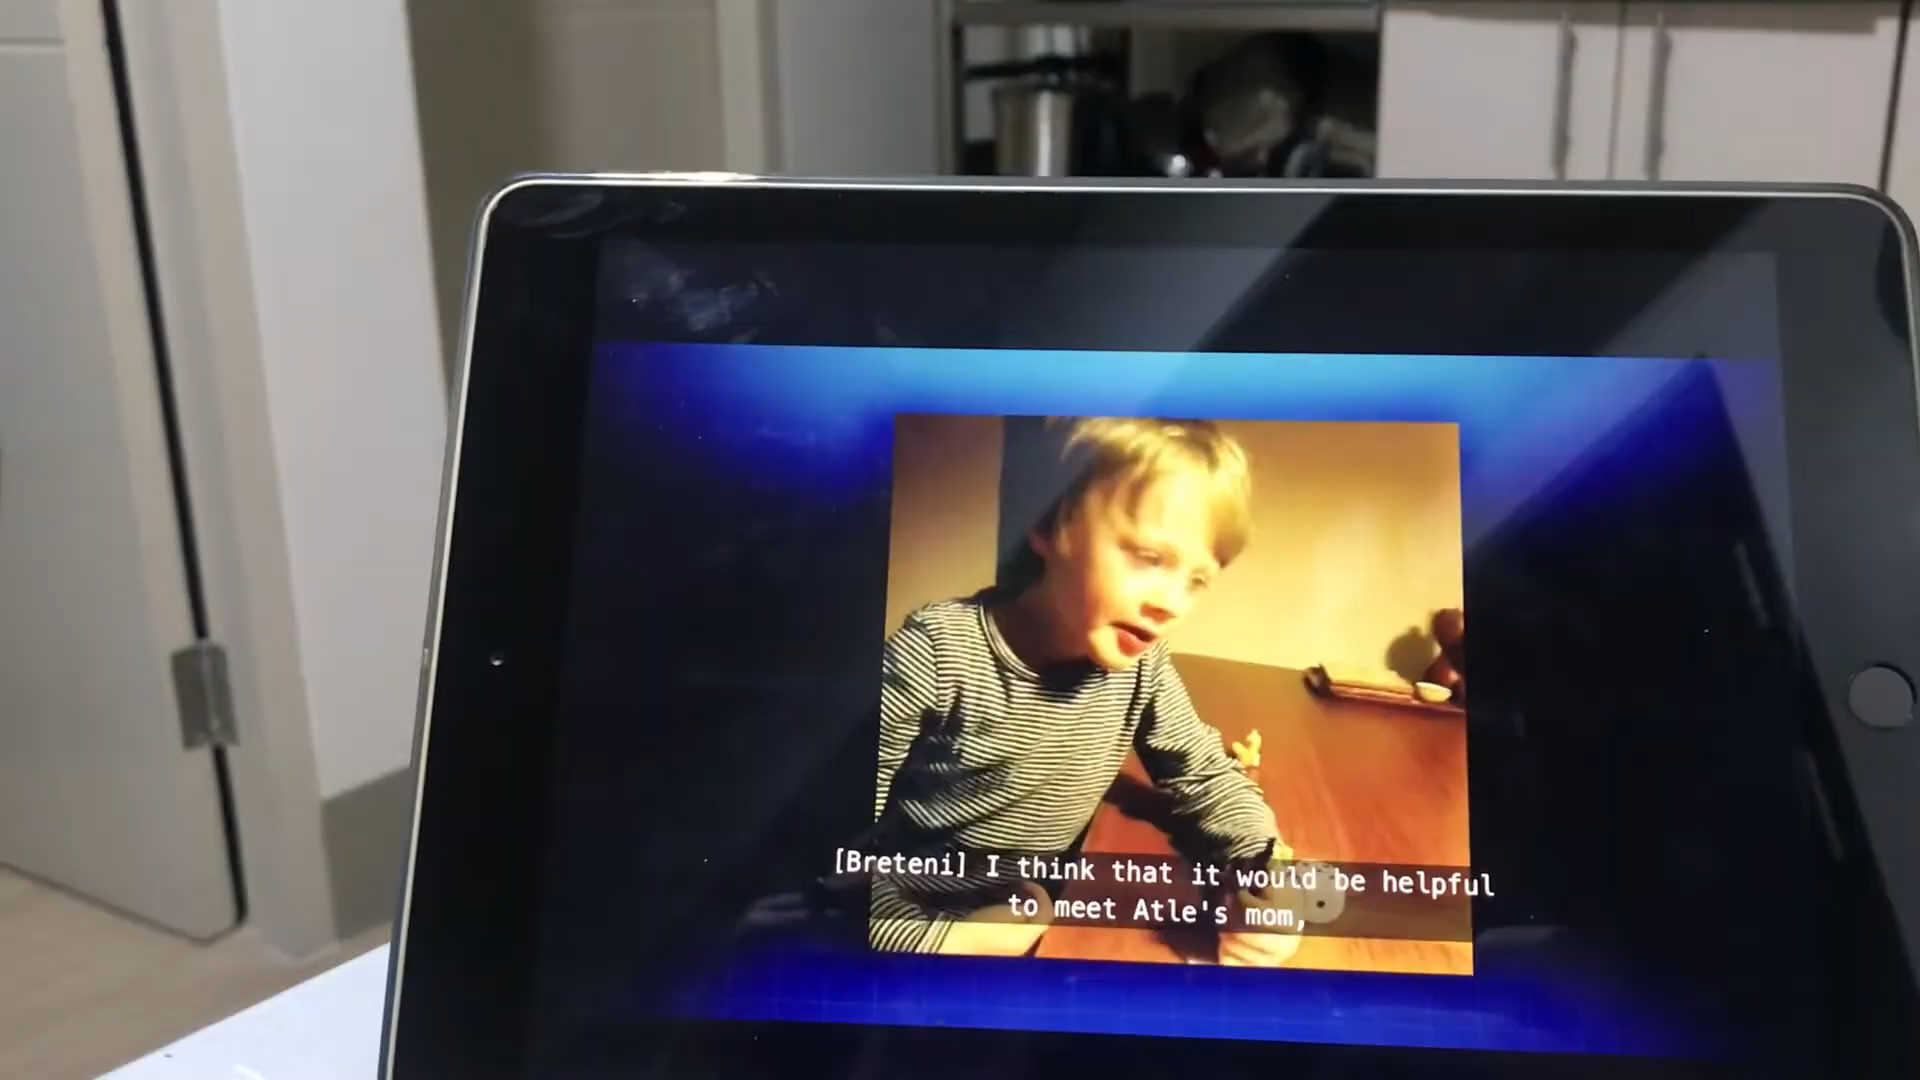 [Breteni] I think that it would be helpful
to meet Atle's mom,